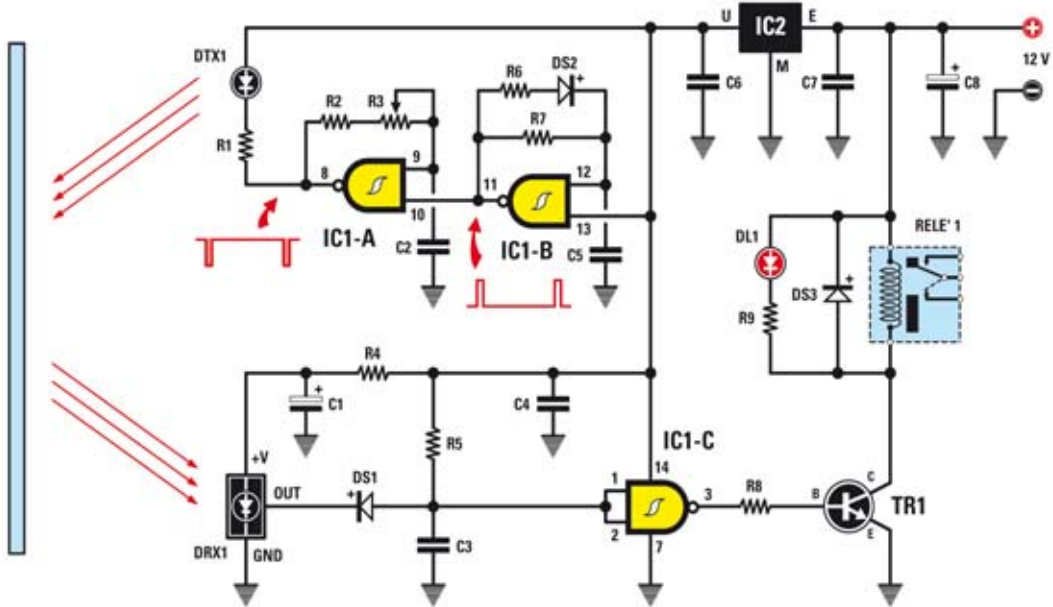 U
IC2
E
M
12 V
DTX1
R1
R2
R3
R6
DS2
R7
8
9
10
11
12
13
IC1-A
IC1-B
C2
C5
C6
C7
+
C8
DL1
R9
DS3
+
RELE' 1
R4
+
C1
R5
C4
IC1-C
+V
OUT
DS1
+
C3
DRX1
GND
1
2
14
3
7
R8
B
C
E
TR1